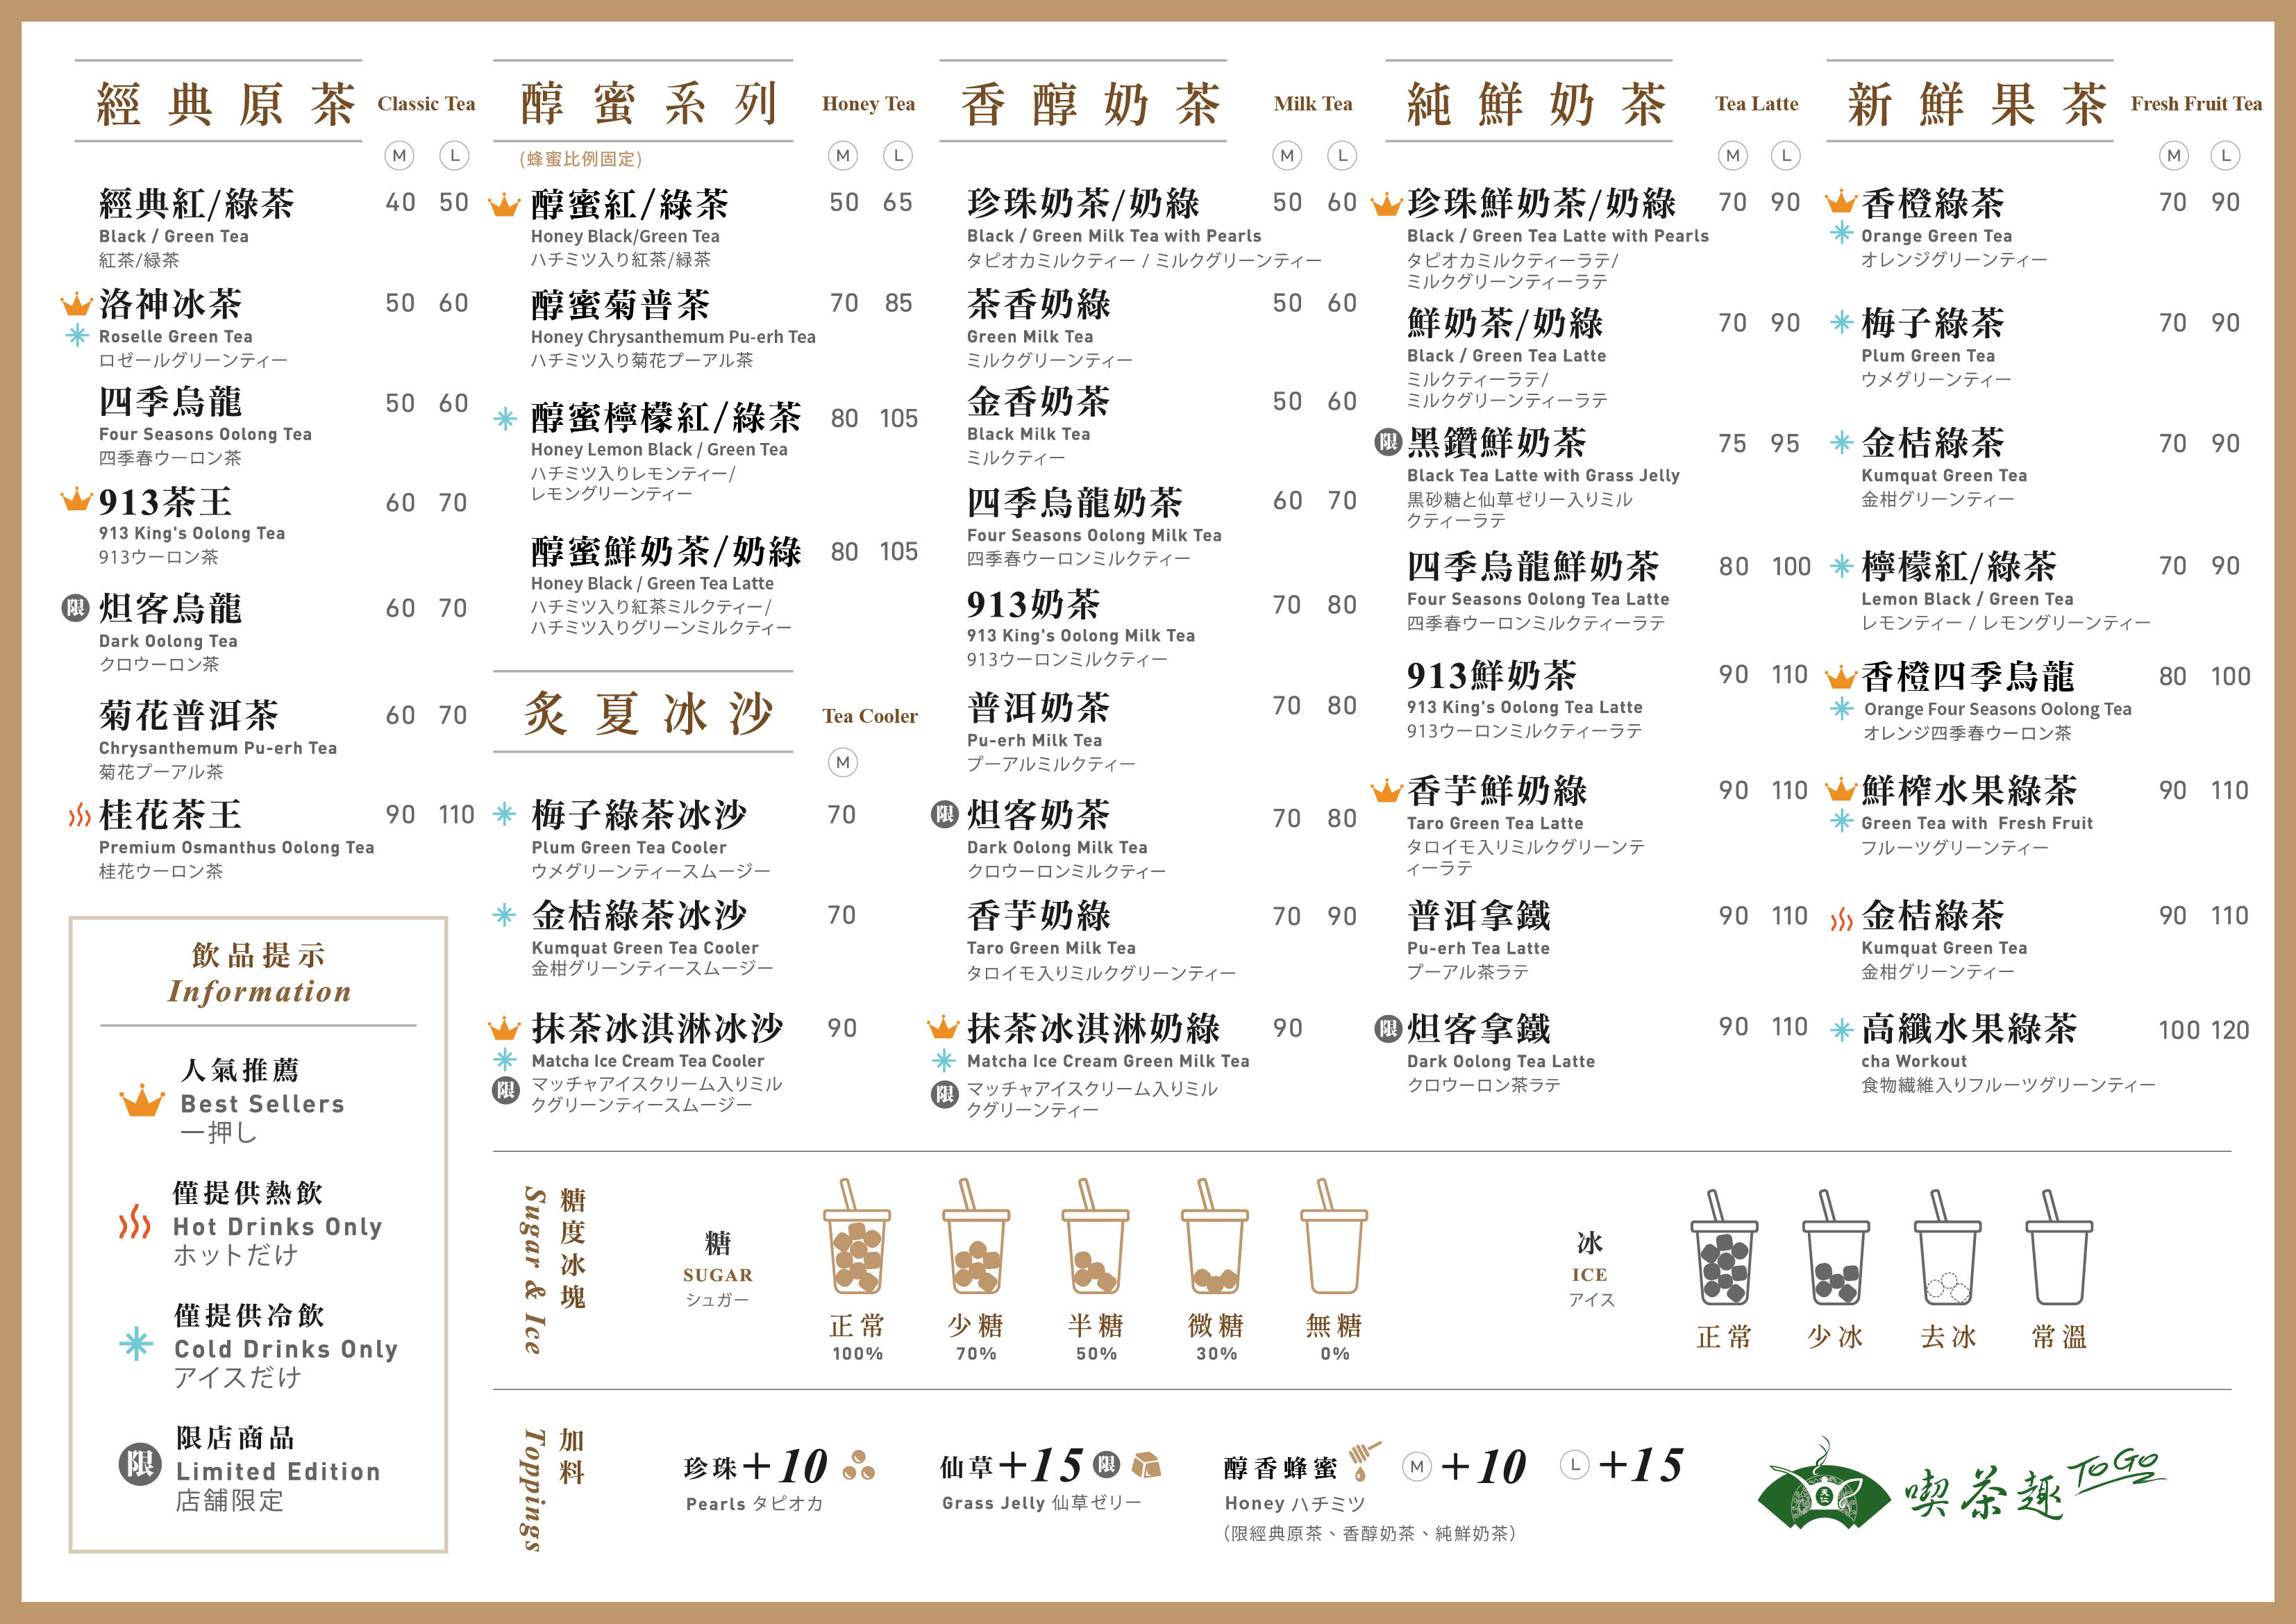 經典原茶 Classic Tea
M L
經典紅/綠茶 40 50
Black / Green Tea
紅茶/緑茶
洛神冰茶 50 60
Roselle Green Tea
ロゼールグリーンティー
四季烏龍 50 60
Four Seasons Oolong Tea
四季春ウーロン茶
913茶王 60 70
913 King's Oolong Tea
913ウーロン茶
限 炟客烏龍 60 70
Dark Oolong Tea
クロウーロン茶
菊花普洱茶 60 70
Chrysanthemum Pu-erh Tea
菊花プーアル茶
桂花茶王 90 110
Premium Osmanthus Oolong Tea
桂花ウーロン茶
飲品提示
Information
人氣推薦
Best Sellers
一押し
僅提供熱飲
Hot Drinks Only
ホットだけ
僅提供冷飲
Cold Drinks Only
アイスだけ
限 限店商品
Limited Edition
店舗限定
醇蜜系列 Honey Tea
(蜂蜜比例固定) M L
醇蜜紅/綠茶 50 65
Honey Black/Green Tea
ハチミツ入り紅茶/緑茶
醇蜜菊普茶 70 85
Honey Chrysanthemum Pu-erh Tea
ハチミツ入り菊花プーアル茶
醇蜜檸檬紅/綠茶 80 105
Honey Lemon Black / Green Tea
ハチミツ入りレモンティー/
レモングリーンティー
醇蜜鮮奶茶/奶綠 80 105
Honey Black / Green Tea Latte
ハチミツ入り紅茶ミルクティー/
ハチミツ入りグリーンミルクティー
炙夏冰沙 Tea Cooler
M
梅子綠茶冰沙 70
Plum Green Tea Cooler
ウメグリーンティースムージー
金桔綠茶冰沙 70
Kumquat Green Tea Cooler
金柑グリーンティースムージー
抹茶冰淇淋冰沙 90
Matcha Ice Cream Tea Cooler
限 マッチャアイスクリーム入りミル
クグリーンティースムージー
香醇奶茶 Milk Tea
M L
珍珠奶茶/奶綠 50 60
Black / Green Milk Tea with Pearls
タピオカミルクティー / ミルクグリーンティー
茶香奶綠 50 60
Green Milk Tea
ミルクグリーンティー
金香奶茶 50 60
Black Milk Tea
ミルクティー
四季烏龍奶茶 60 70
Four Seasons Oolong Milk Tea
四季春ウーロンミルクティー
913奶茶 70 80
913 King's Oolong Milk Tea
913ウーロンミルクティー
普洱奶茶 70 80
Pu-erh Milk Tea
プーアルミルクティー
限 炟客奶茶 70 80
Dark Oolong Milk Tea
クロウーロンミルクティー
香芋奶綠 70 90
Taro Green Milk Tea
タロイモ入りミルクグリーンティー
抹茶冰淇淋奶綠 90
Matcha Ice Cream Green Milk Tea
限 マッチャアイスクリーム入りミル
クグリーンティー
純鮮奶茶 Tea Latte
M L
珍珠鮮奶茶/奶綠 70 90
Black / Green Tea Latte with Pearls
タピオカミルクティーラテ/
ミルクグリーンティーラテ
鮮奶茶/奶綠 70 90
Black / Green Tea Latte
ミルクティーラテ/
ミルクグリーンティーラテ
限 黑鑽鮮奶茶 75 95
Black Tea Latte with Grass Jelly
黒砂糖と仙草ゼリー入りミル
クティーラテ
四季烏龍鮮奶茶 80 100
Four Seasons Oolong Tea Latte
四季春ウーロンミルクティーラテ
913鮮奶茶 90 110
913 King's Oolong Tea Latte
913ウーロンミルクティーラテ
香芋鮮奶綠 90 110
Taro Green Tea Latte
タロイモ入りミルクグリーンテ
ィーラテ
普洱拿鐵 90 110
Pu-erh Tea Latte
プーアル茶ラテ
限 炟客拿鐵 90 110
Dark Oolong Tea Latte
クロウーロン茶ラテ
新鮮果茶 Fresh Fruit Tea
M L
香橙綠茶 70 90
Orange Green Tea
オレンジグリーンティー
梅子綠茶 70 90
Plum Green Tea
ウメグリーンティー
金桔綠茶 70 90
Kumquat Green Tea
金柑グリーンティー
檸檬紅/綠茶 70 90
Lemon Black / Green Tea
レモンティー / レモングリーンティー
香橙四季烏龍 80 100
Orange Four Seasons Oolong Tea
オレンジ四季春ウーロン茶
鮮榨水果綠茶 90 110
Green Tea with Fresh Fruit
フルーツグリーンティー
金桔綠茶 90 110
Kumquat Green Tea
金柑グリーンティー
高纖水果綠茶 100 120
cha Workout
食物繊維入りフルーツグリーンティー
糖度冰塊
Sugar & Ice
糖
SUGAR
シュガー
正常 少糖 半糖 微糖 無糖
100% 70% 50% 30% 0%
冰
ICE
アイス
正常 少冰 去冰 常溫
加料
Toppings
珍珠+10
Pearls タピオカ
仙草+15 限
Grass Jelly 仙草ゼリー
醇香蜂蜜 M +10 L +15
Honey ハチミツ
(限經典原茶、香醇奶茶、純鮮奶茶)
天仁
喫茶趣 ToGo